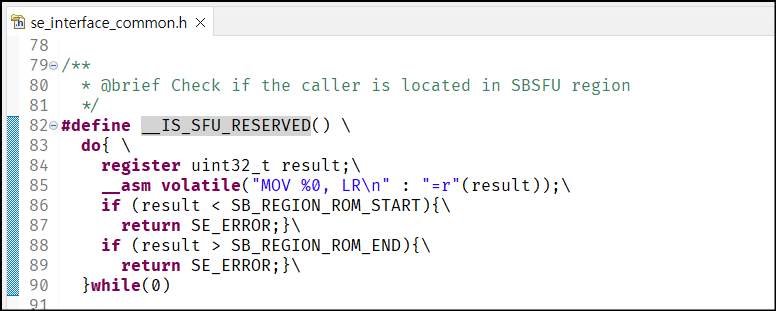 se_interface_common.h
78
79 /**
80  * @brief Check if the caller is located in SBSFU region
81  */
82 #define __IS_SFU_RESERVED() \
83   do{ \
84     register uint32_t result;\
85     __asm volatile("MOV %0, LR\n" : "=r"(result));\
86     if (result < SB_REGION_ROM_START){\
87       return SE_ERROR;}\
88     if (result > SB_REGION_ROM_END){\
89       return SE_ERROR;}\
90   }while(0)
91